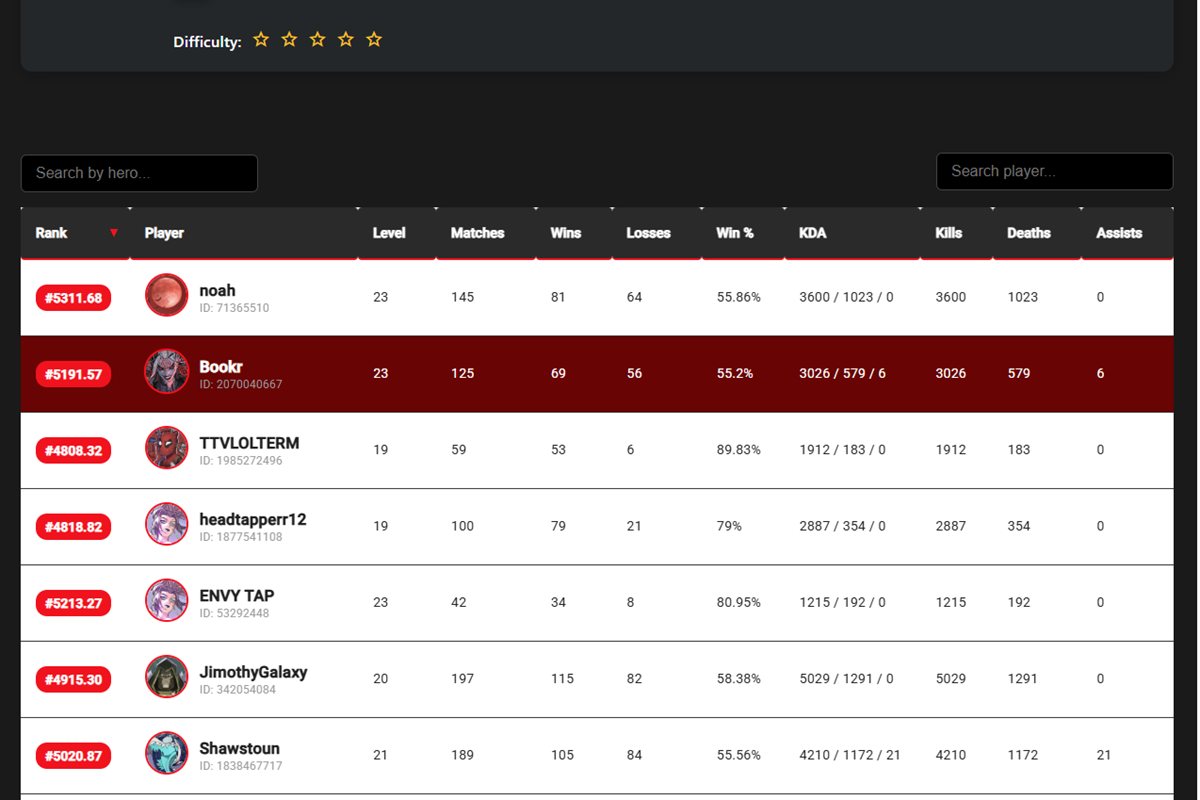 Difficulty:
Search by hero...
Search player...
Rank Player Level Matches Wins Losses Win % KDA Kills Deaths Assists
#5311.68 noah 23 145 81 64 55.86% 3600 / 1023 / 0 3600 1023 0
ID: 71365510
#5191.57 Bookr 23 125 69 56 55.2% 3026 / 579 / 6 3026 579 6
ID: 2070040667
#4808.32 TTVLOLTERM 19 59 53 6 89.83% 1912 / 183 / 0 1912 183 0
ID: 1985272496
#4818.82 headtapperr12 19 100 79 21 79% 2887 / 354 / 0 2887 354 0
ID: 1877541108
#5213.27 ENVY TAP 23 42 34 8 80.95% 1215 / 192 / 0 1215 192 0
ID: 53292448
#4915.30 JimothyGalaxy 20 197 115 82 58.38% 5029 / 1291 / 0 5029 1291 0
ID: 342054084
#5020.87 Shawstoun 21 189 105 84 55.56% 4210 / 1172 / 21 4210 1172 21
ID: 1838467717